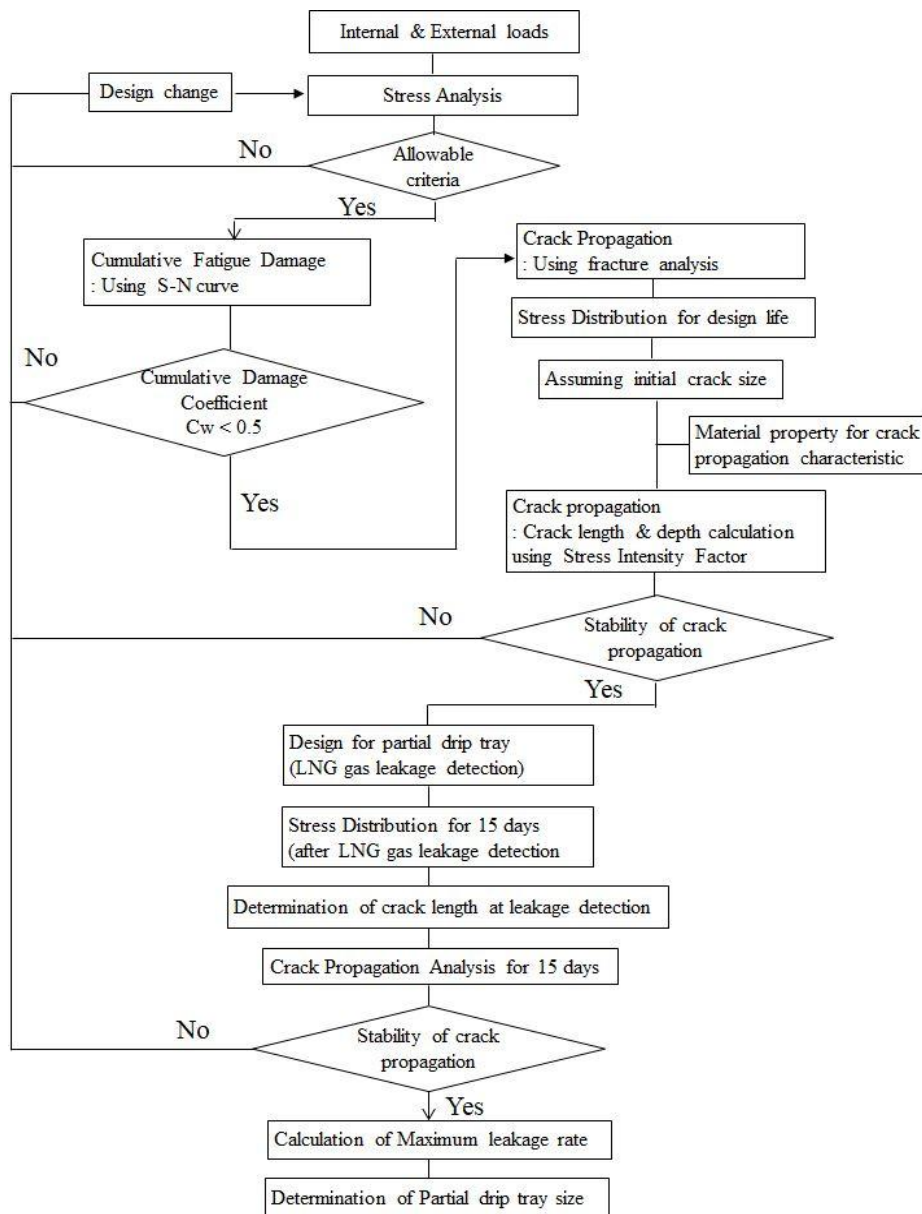 Internal & External loads
Design change
Stress Analysis
No
Allowable
criteria
Yes
Cumulative Fatigue Damage
: Using S-N curve
Crack Propagation
: Using fracture analysis
Stress Distribution for design life
No
Cumulative Damage
Coefficient
Cw < 0.5
Assuming initial crack size
Material property for crack
propagation characteristic
Yes
Crack propagation
: Crack length & depth calculation
using Stress Intensity Factor
No
Stability of crack
propagation
Yes
Design for partial drip tray
(LNG gas leakage detection)
Stress Distribution for 15 days
(after LNG gas leakage detection
Determination of crack length at leakage detection
Crack Propagation Analysis for 15 days
No
Stability of crack
propagation
Yes
Calculation of Maximum leakage rate
Determination of Partial drip tray size